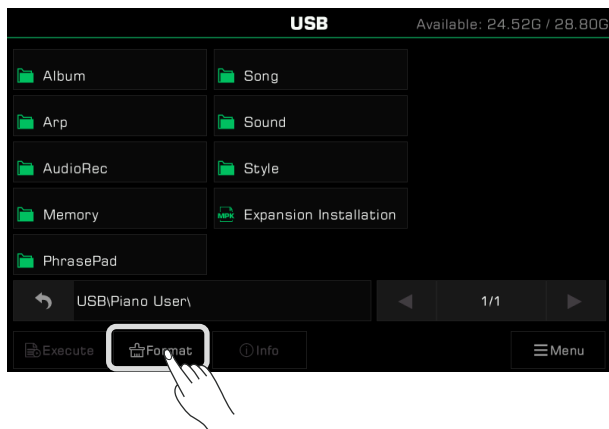 USB
Available: 24.52G / 28.80G
Album
Song
Arp
Sound
AudioRec
Style
Memory
MPK
Expansion Installation
PhrasePad
USB\Piano User\
1/1
Execute
Format
Info
Menu